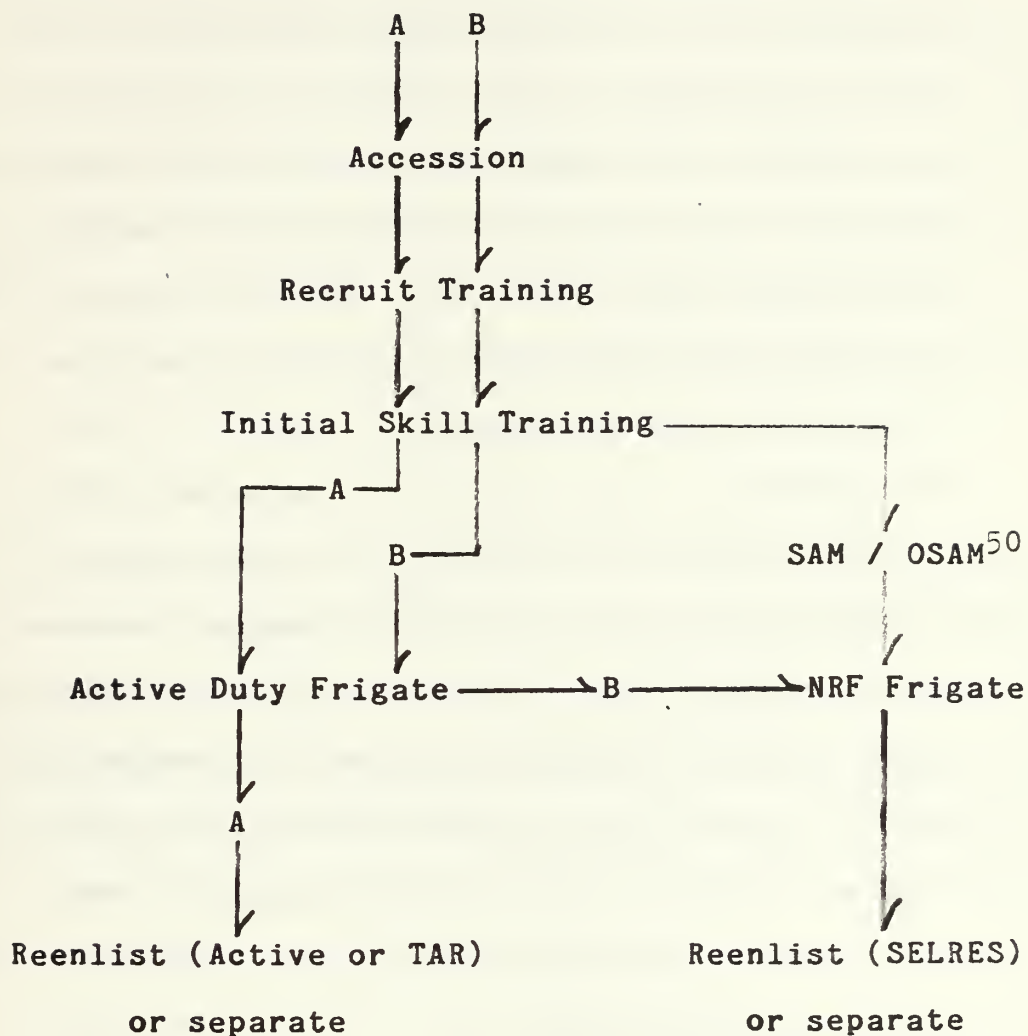 A B
Accession
Recruit Training
Initial Skill Training
A
B
SAM / OSAM50
Active Duty Frigate B NRF Frigate
A
Reenlist (Active or TAR) Reenlist (SELRES)
or separate or separate